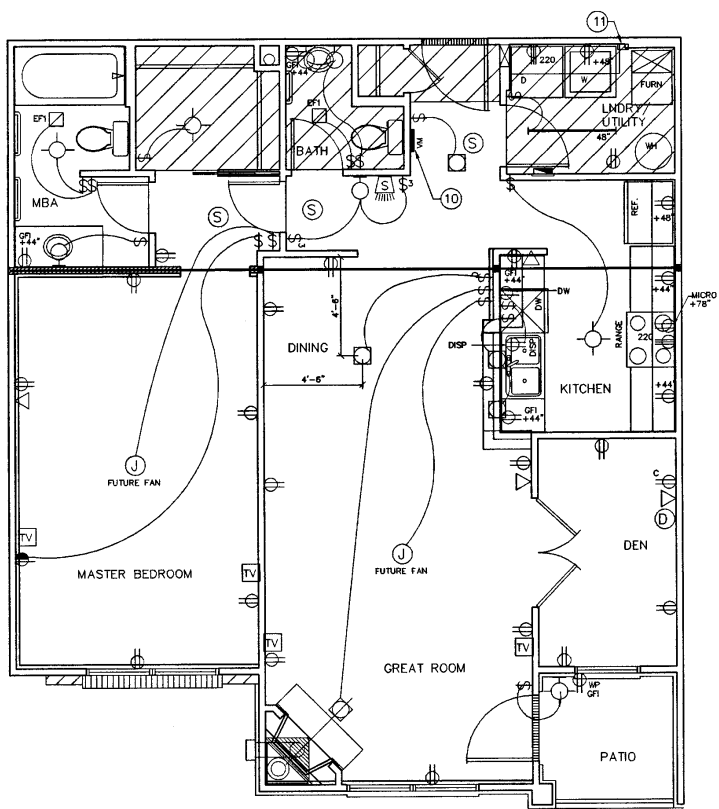 11
GFI
+44"
220
+48"
D
W
FURN
EF1
EF1
LNDRY/
UTILITY
48"
WH
S
BATH
VM
10
S
3
MBA
S
S
3
REF.
+48"
GFI
+44"
GFI
+44"
+44"
DW
DW
MICRO
+78"
4'-6"
DINING
DISP
DISP
RANGE
220
4'-6"
KITCHEN
+44"
GFI
+44"
J
FUTURE FAN
C
D
TV
DEN
J
FUTURE FAN
MASTER BEDROOM
TV
TV
TV
GREAT ROOM
WP
GFI
PATIO